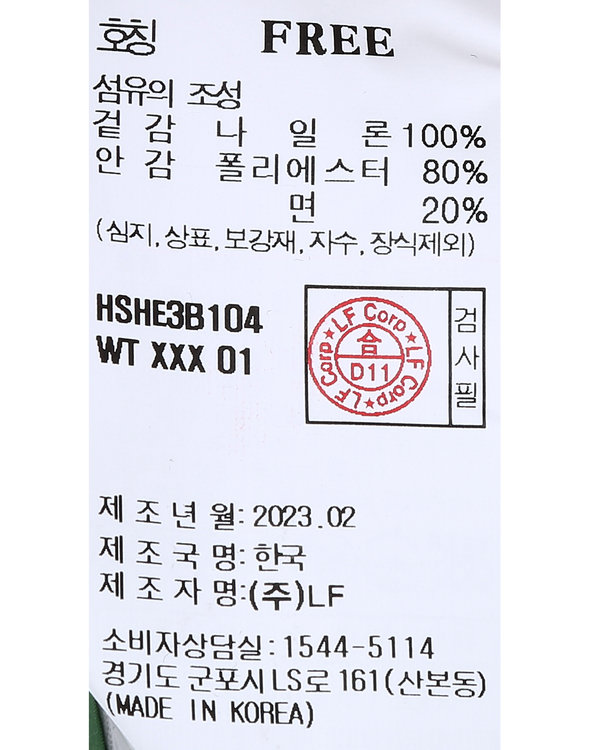 호칭 FREE
섬유의 조성
겉감 나일론 100%
안감 폴리에스터 80%
면 20%
(심지, 상표, 보강재, 자수, 장식제외)
HSHE3B104
WT XXX 01
LF Corp★LF Corp★LF Corp★
合
D11
검사필
제조년월: 2023.02
제조국명: 한국
제조자명:(주)LF
소비자상담실:1544-5114
경기도 군포시 LS로 161(산본동)
(MADE IN KOREA)